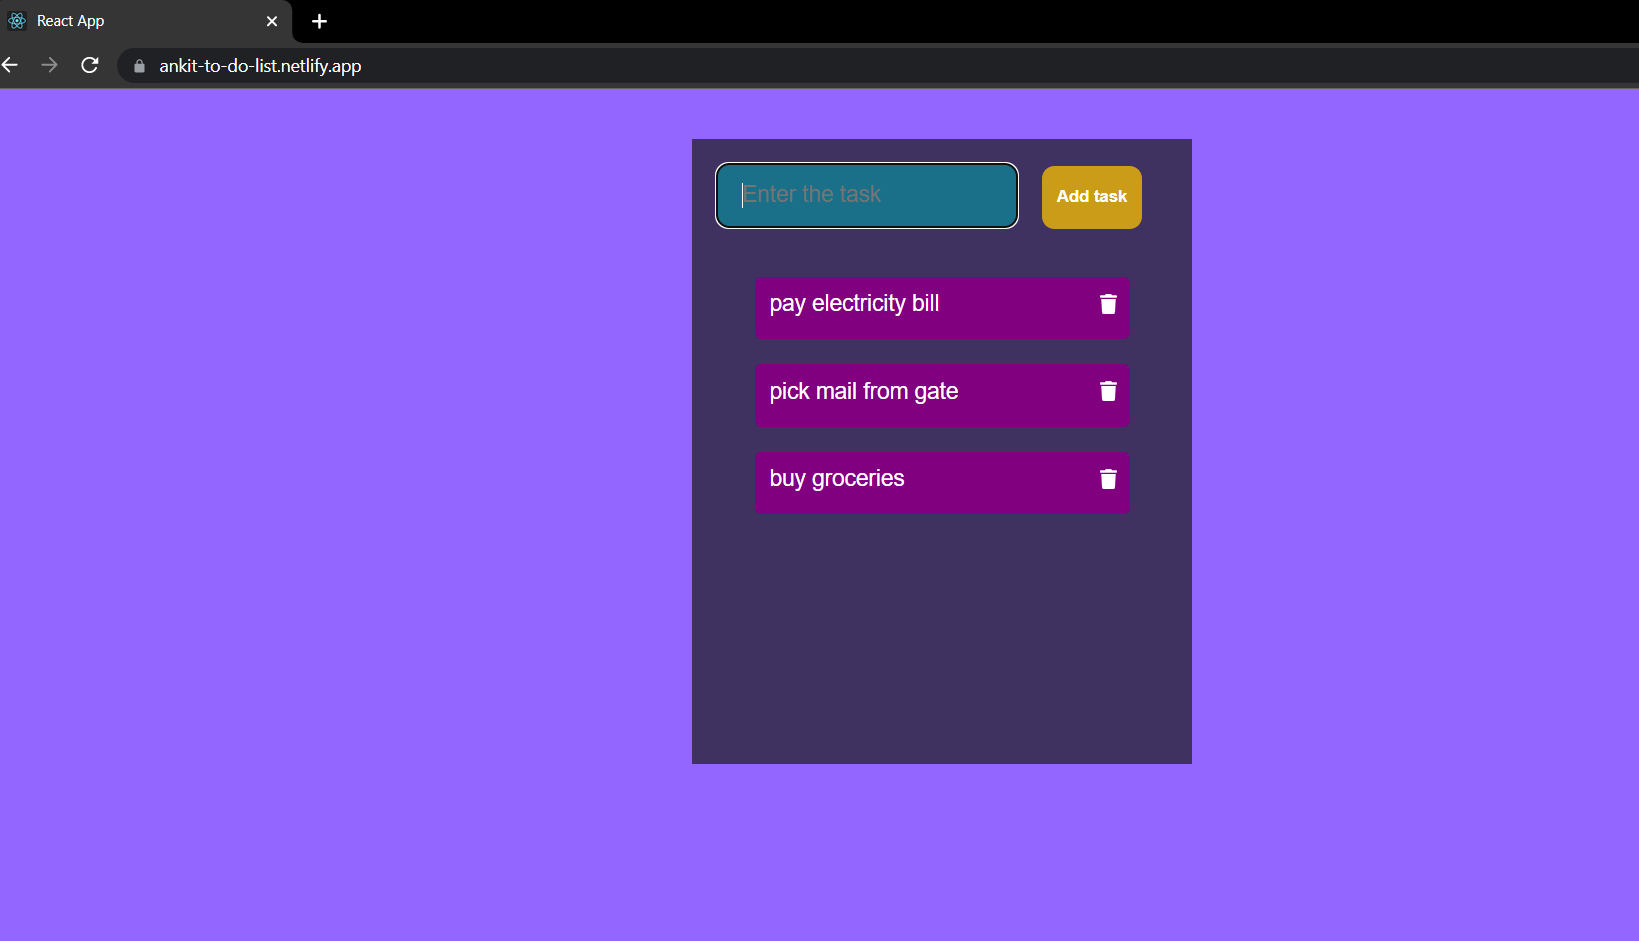 React App
ankit-to-do-list.netlify.app
Enter the task
Add task
pay electricity bill
pick mail from gate
buy groceries